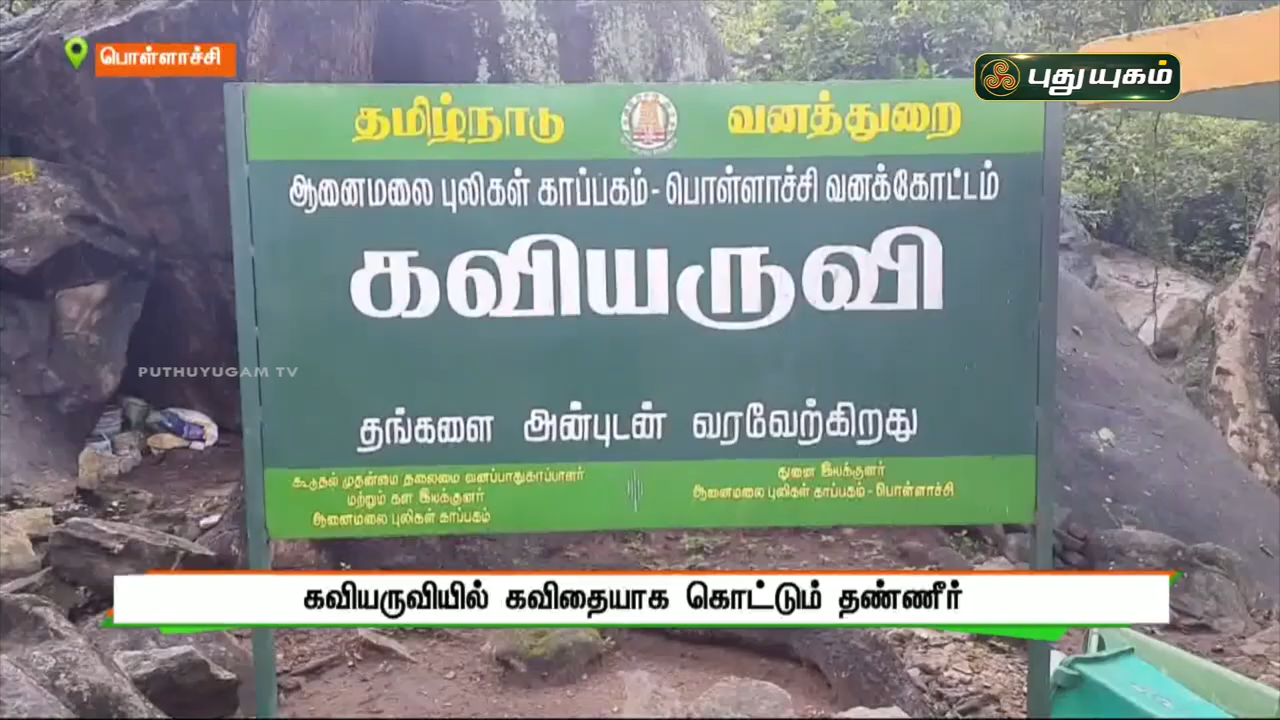 பொள்ளாச்சி
புதுயுகம்
தமிழ்நாடு வனத்துறை
ஆனைமலை புலிகள் காப்பகம் - பொள்ளாச்சி வனக்கோட்டம்
கவியருவி
PUTHUYUGAM TV
தங்களை அன்புடன் வரவேற்கிறது
கூடுதல் முதன்மை தலைமை வனப்பாதுகாப்பாளர்
மற்றும் கள இயக்குனர்
ஆனைமலை புலிகள் காப்பகம்
துணை இயக்குனர்
ஆனைமலை புலிகள் காப்பகம் - பொள்ளாச்சி
கவியருவியில் கவிதையாக கொட்டும் தண்ணீர்